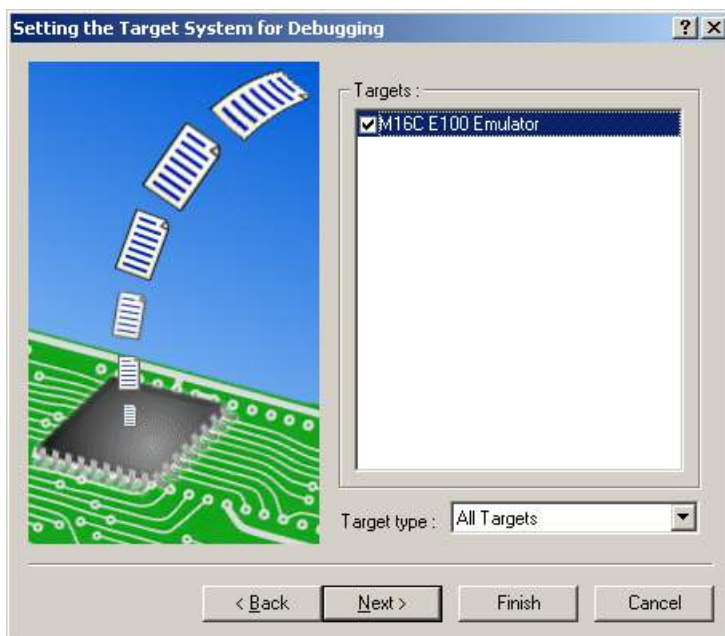 Setting the Target System for Debugging
Targets :
M16C E100 Emulator
Target type : All Targets
< Back Next > Finish Cancel